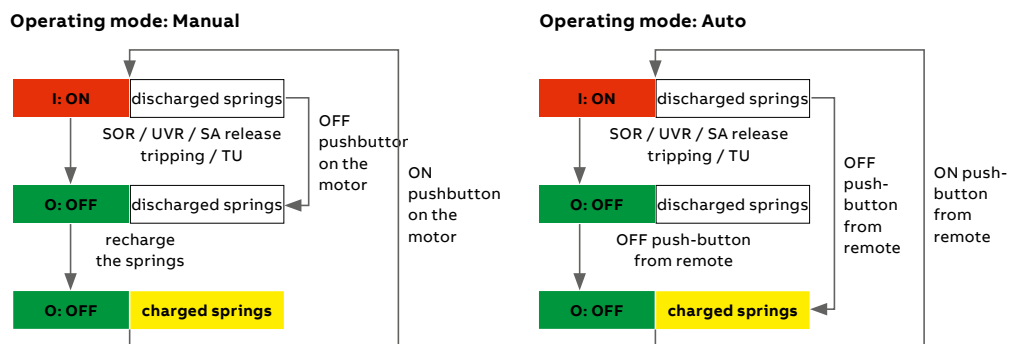 Operating mode: Manual
I: ON
discharged springs
SOR / UVR / SA release
tripping / TU
OFF
pushbuttor
on the
motor
O: OFF
discharged springs
recharge
the springs
ON
pushbutton
on the
motor
O: OFF
charged springs
Operating mode: Auto
I: ON
discharged springs
SOR / UVR / SA release
tripping / TU
OFF
push-
button
from
remote
O: OFF
discharged springs
OFF push-button
from remote
ON push-
button
from
remote
O: OFF
charged springs